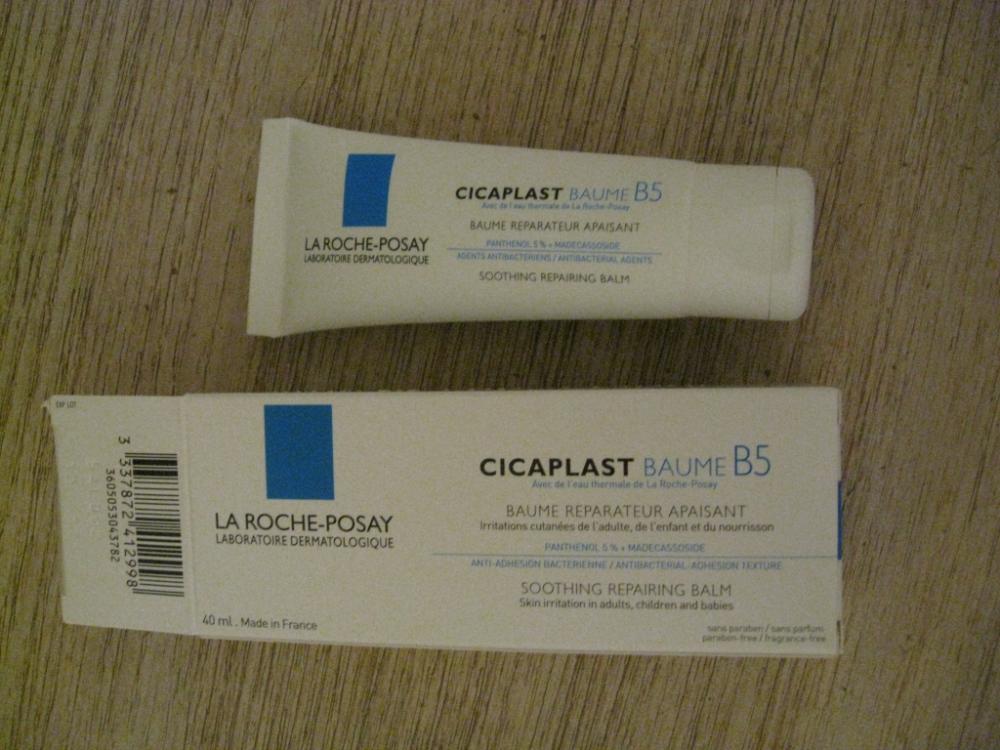 LA ROCHE-POSAY
LABORATOIRE DERMATOLOGIQUE
CICAPLAST BAUME B5
Avec de l'eau thermale de La Roche-Posay
BAUME REPARATEUR APAISANT
PANTHENOL 5 % + MADECASSOSIDE
AGENTS ANTIBACTERIENS / ANTIBACTERIAL AGENTS
SOOTHING REPAIRING BALM
EXP LOT
3 337872 412998
3605053043782
LA ROCHE-POSAY
LABORATOIRE DERMATOLOGIQUE
40 ml . Made in France
CICAPLAST BAUME B5
Avec de l'eau thermale de La Roche-Posay
BAUME REPARATEUR APAISANT
Irritations cutanées de l'adulte, de l'enfant et du nourrisson
PANTHENOL 5 % + MADECASSOSIDE
ANTI-ADHESION BACTERIENNE / ANTIBACTERIAL-ADHESION TEXTURE
SOOTHING REPAIRING BALM
Skin irritation in adults, children and babies
sans paraben / sans parfum
paraben-free / fragrance-free